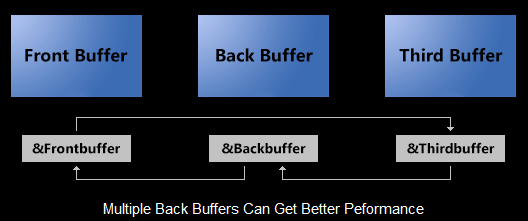 Front Buffer
Back Buffer
Third Buffer
&Frontbuffer
&Backbuffer
&Thirdbuffer
Multiple Back Buffers Can Get Better Peformance